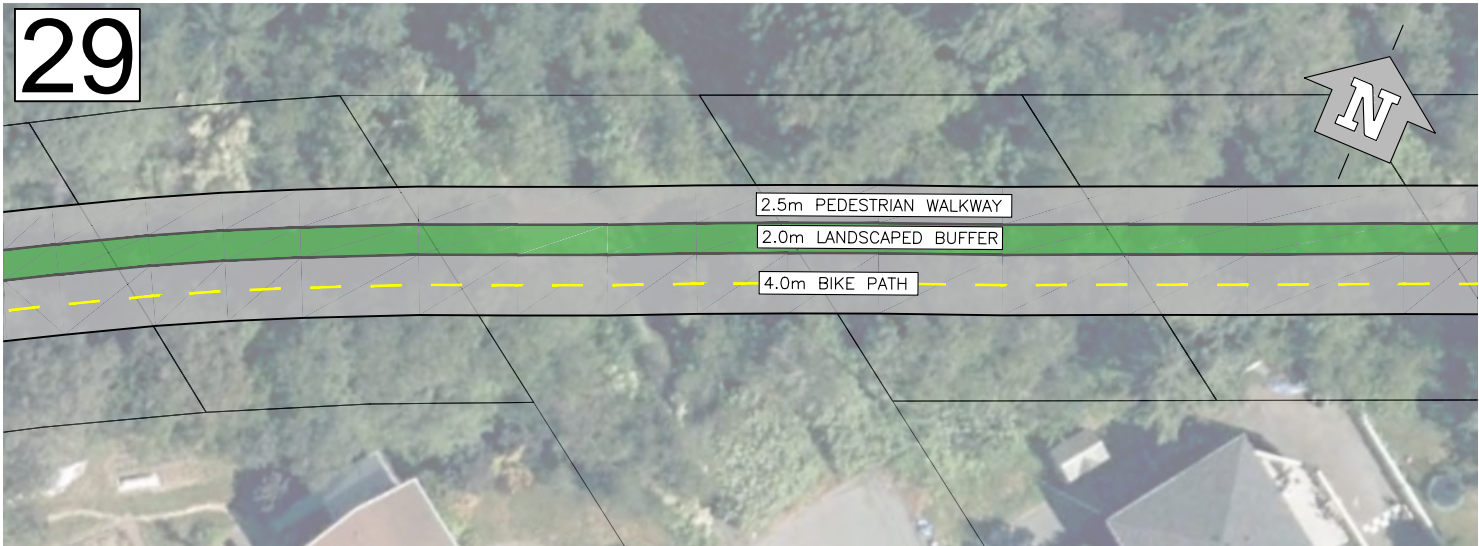 29
N
2.5m PEDESTRIAN WALKWAY
2.0m LANDSCAPED BUFFER
4.0m BIKE PATH